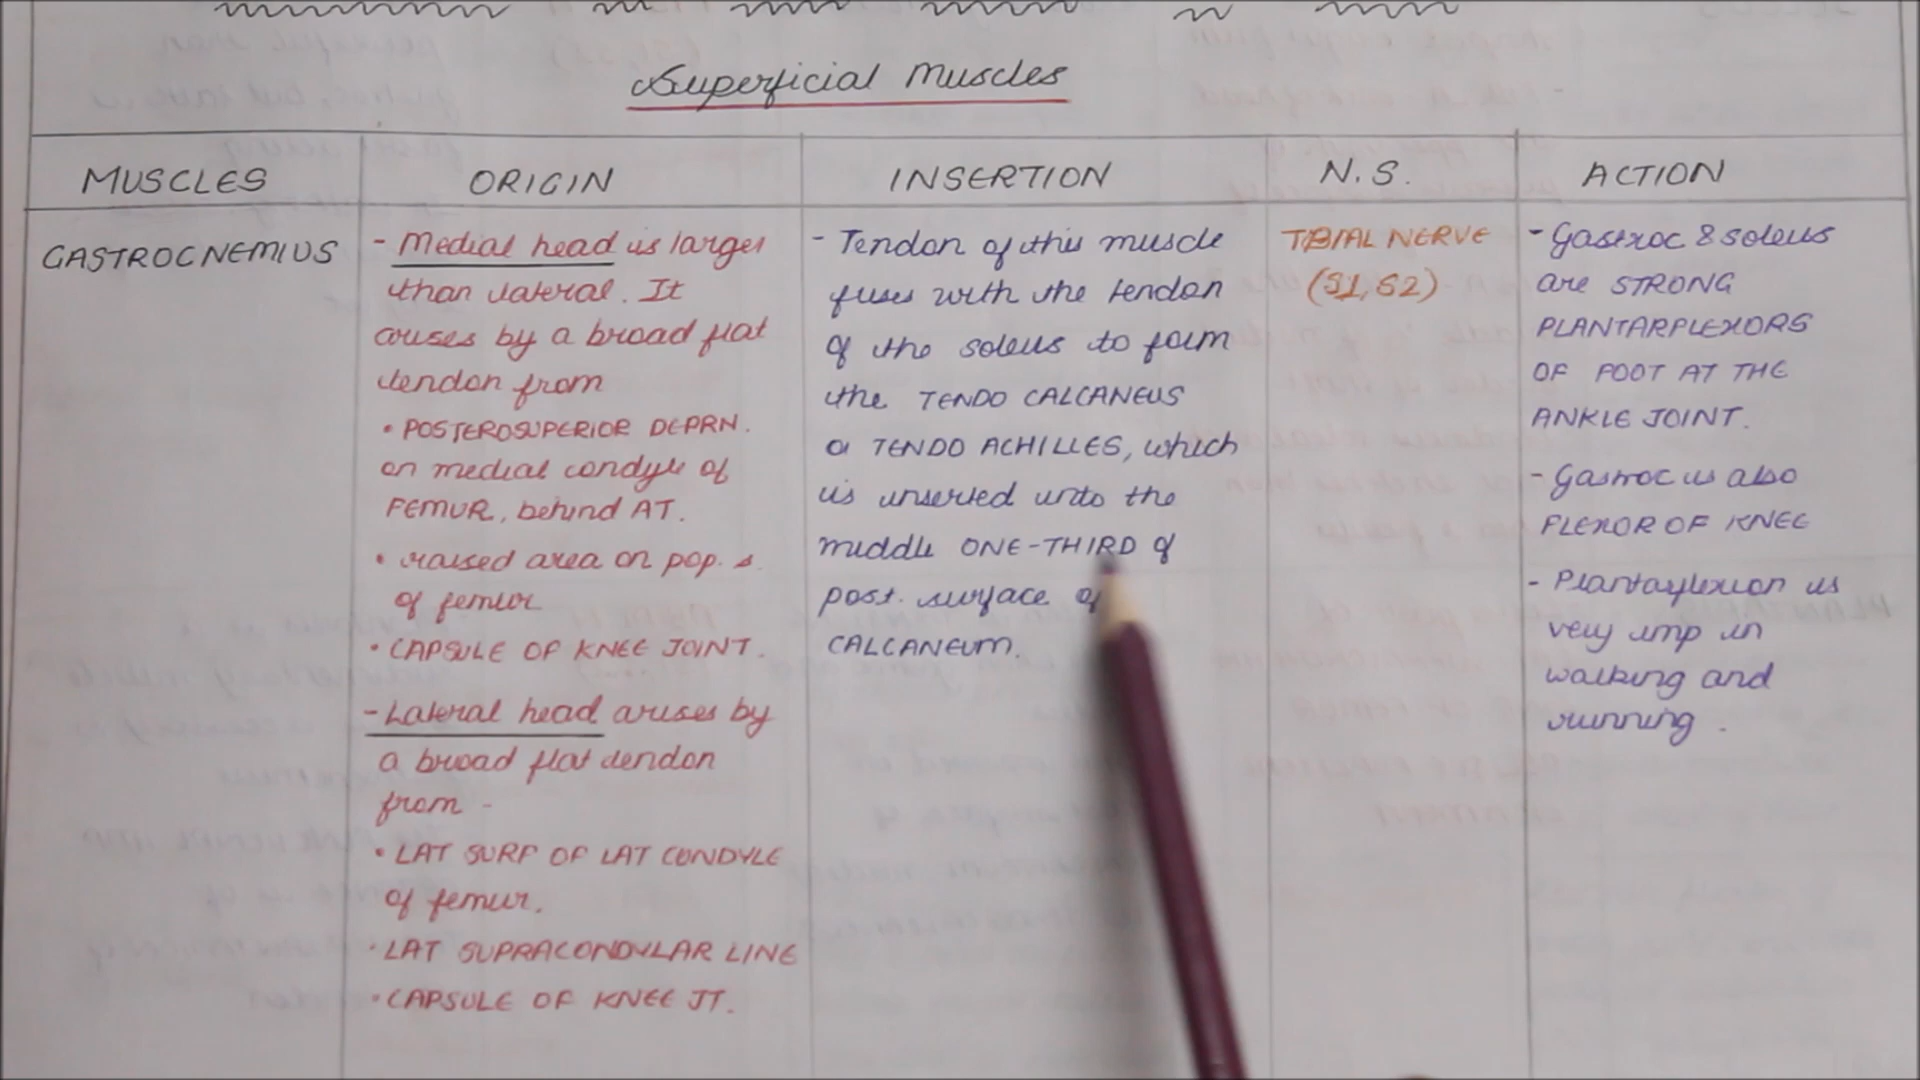 Superficial Muscles
MUSCLES
ORIGIN
INSERTION
N.S.
ACTION
GASTROCNEMIUS
- Medial head is larger
than lateral. It
arises by a broad flat
tendon from
• POSTEROSUPERIOR DEPRN.
on medial condyle of
FEMUR, behind AT.
• raised area on pop. s.
of femur
• CAPSULE OF KNEE JOINT.
- Lateral head arises by
a broad flat tendon
from -
• LAT SURF OF LAT CONDYLE
of femur.
• LAT SUPRACONDYLAR LINE
• CAPSULE OF KNEE JT.
- Tendon of this muscle
fuses with the tendon
of the soleus to form
the TENDO CALCANEUS
or TENDO ACHILLES, which
is inserted into the
middle ONE-THIRD of
post. surface of
CALCANEUM.
TIBIAL NERVE
(S1, S2)
- Gastroc & soleus
are STRONG
PLANTARFLEXORS
OF FOOT AT THE
ANKLE JOINT.
- Gastroc is also
FLEXOR OF KNEE
- Plantarflexion is
very imp in
walking and
running.